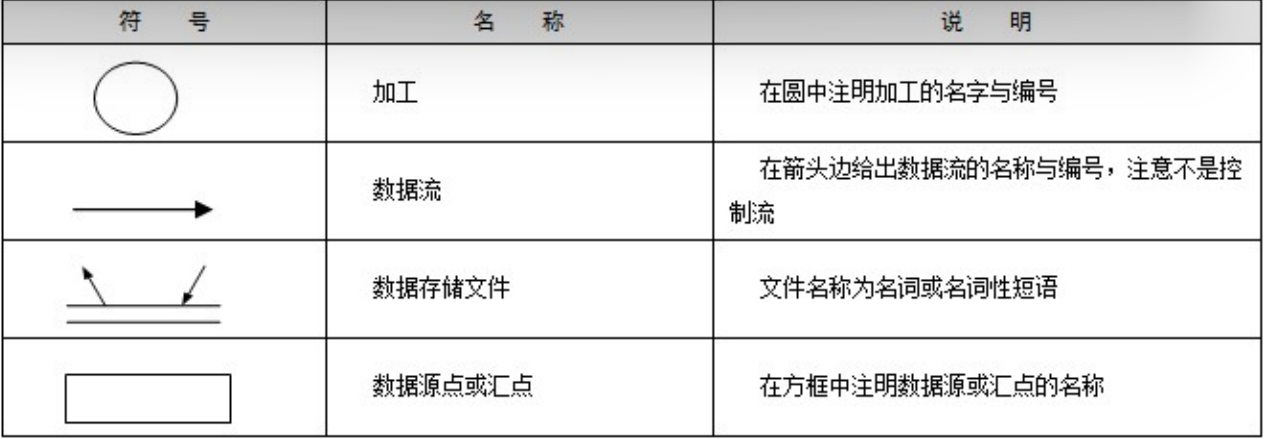 符 号 名 称 说 明
加工 在圆中注明加工的名字与编号
数据流 在箭头边给出数据流的名称与编号，注意不是控
制流
数据存储文件 文件名称为名词或名词性短语
数据源点或汇点 在方框中注明数据源或汇点的名称